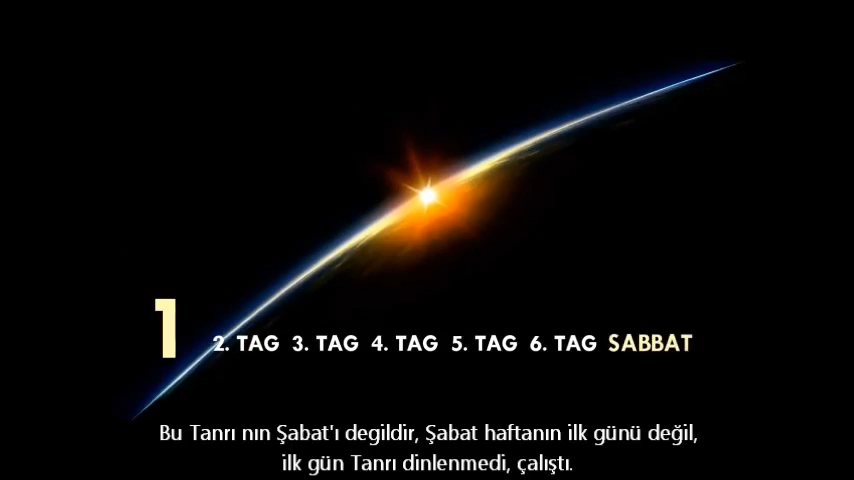 1 2. TAG 3. TAG 4. TAG 5. TAG 6. TAG SABBAT
Bu Tanrı nın Şabat'ı degildir, Şabat haftanın ilk günü değil,
ilk gün Tanrı dinlenmedi, çalıştı.